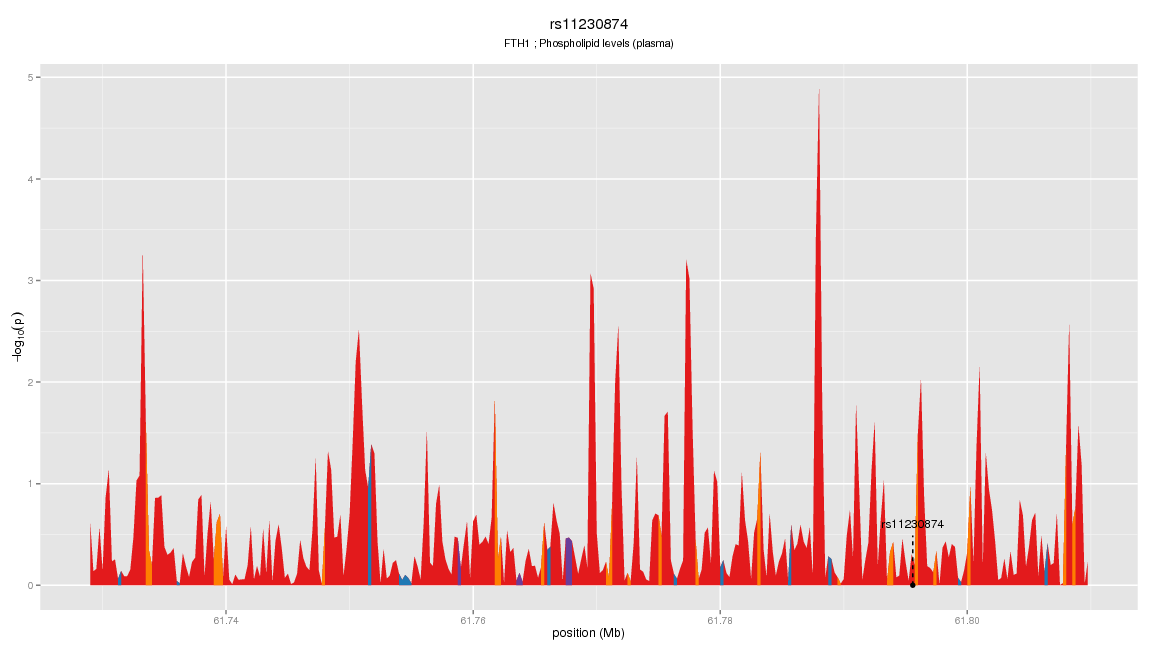 rs11230874
FTH1 ; Phospholipid levels (plasma)
5
4
3
2
1
0
−log10(p)
rs11230874
61.74
61.76
61.78
61.80
position (Mb)